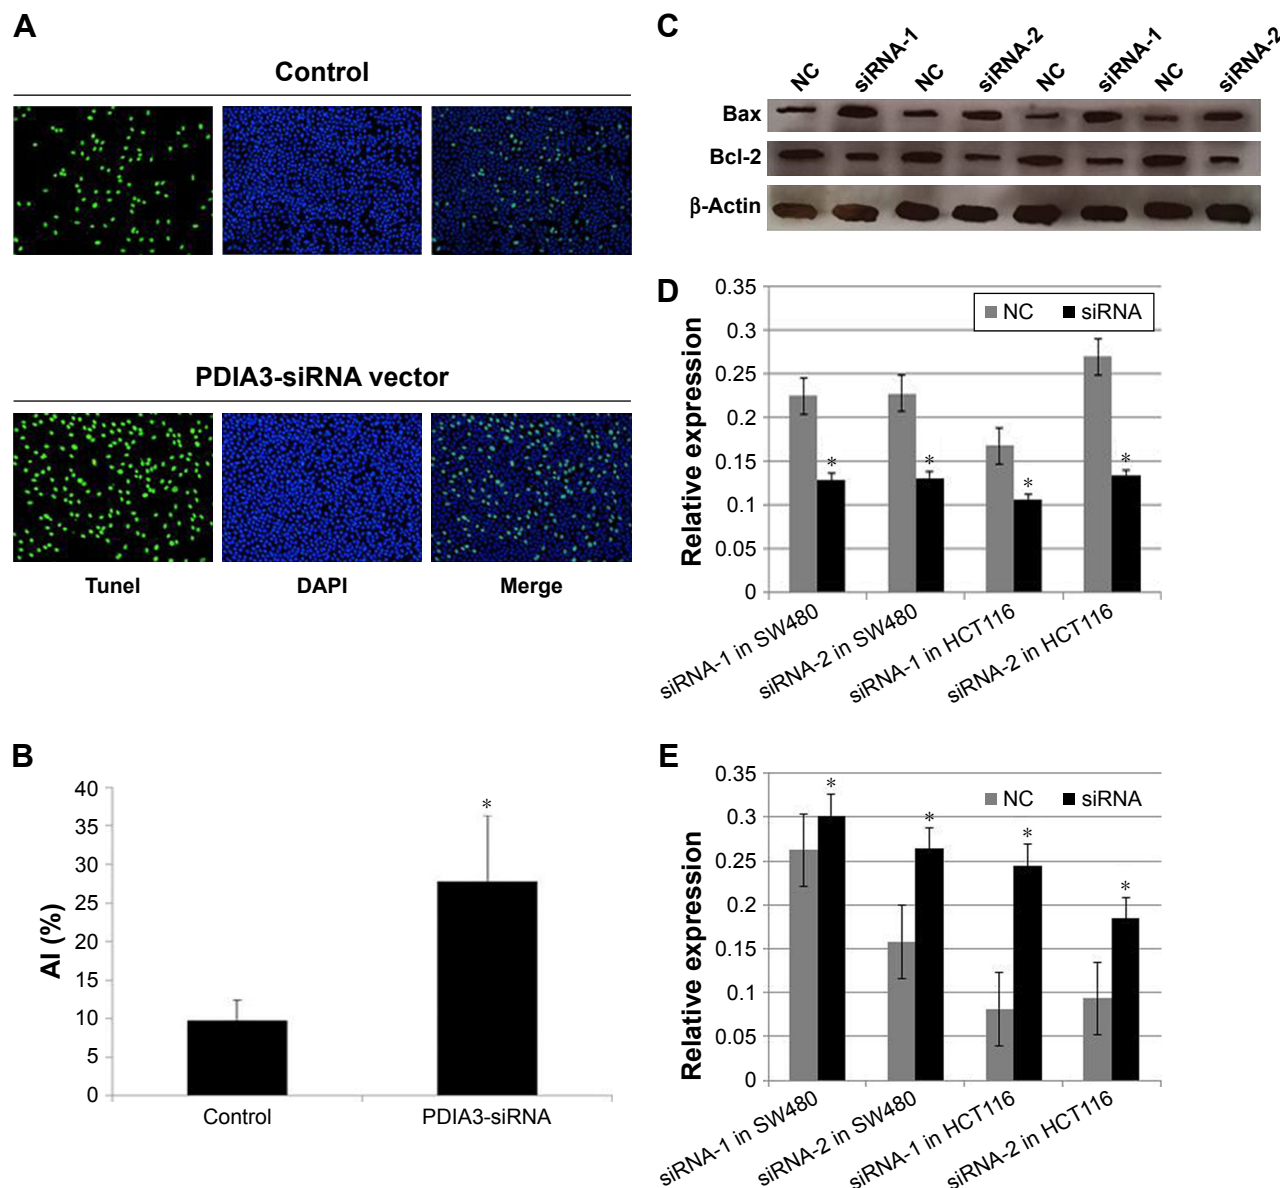 A
Control
PDIA3-siRNA vector
Tunel DAPI Merge
B
AI (%)
40
35
30
25
20
15
10
5
0
*
Control PDIA3-siRNA
C
NC siRNA-1 NC siRNA-2 NC siRNA-1 NC siRNA-2
Bax
Bcl-2
β-Actin
D
Relative expression
0.35
0.3
0.25
0.2
0.15
0.1
0.05
0
NC siRNA
* * * *
siRNA-1 in SW480
siRNA-2 in SW480
siRNA-1 in HCT116
siRNA-2 in HCT116
E
Relative expression
0.35
0.3
0.25
0.2
0.15
0.1
0.05
0
NC siRNA
* * * *
siRNA-1 in SW480
siRNA-2 in SW480
siRNA-1 in HCT116
siRNA-2 in HCT116